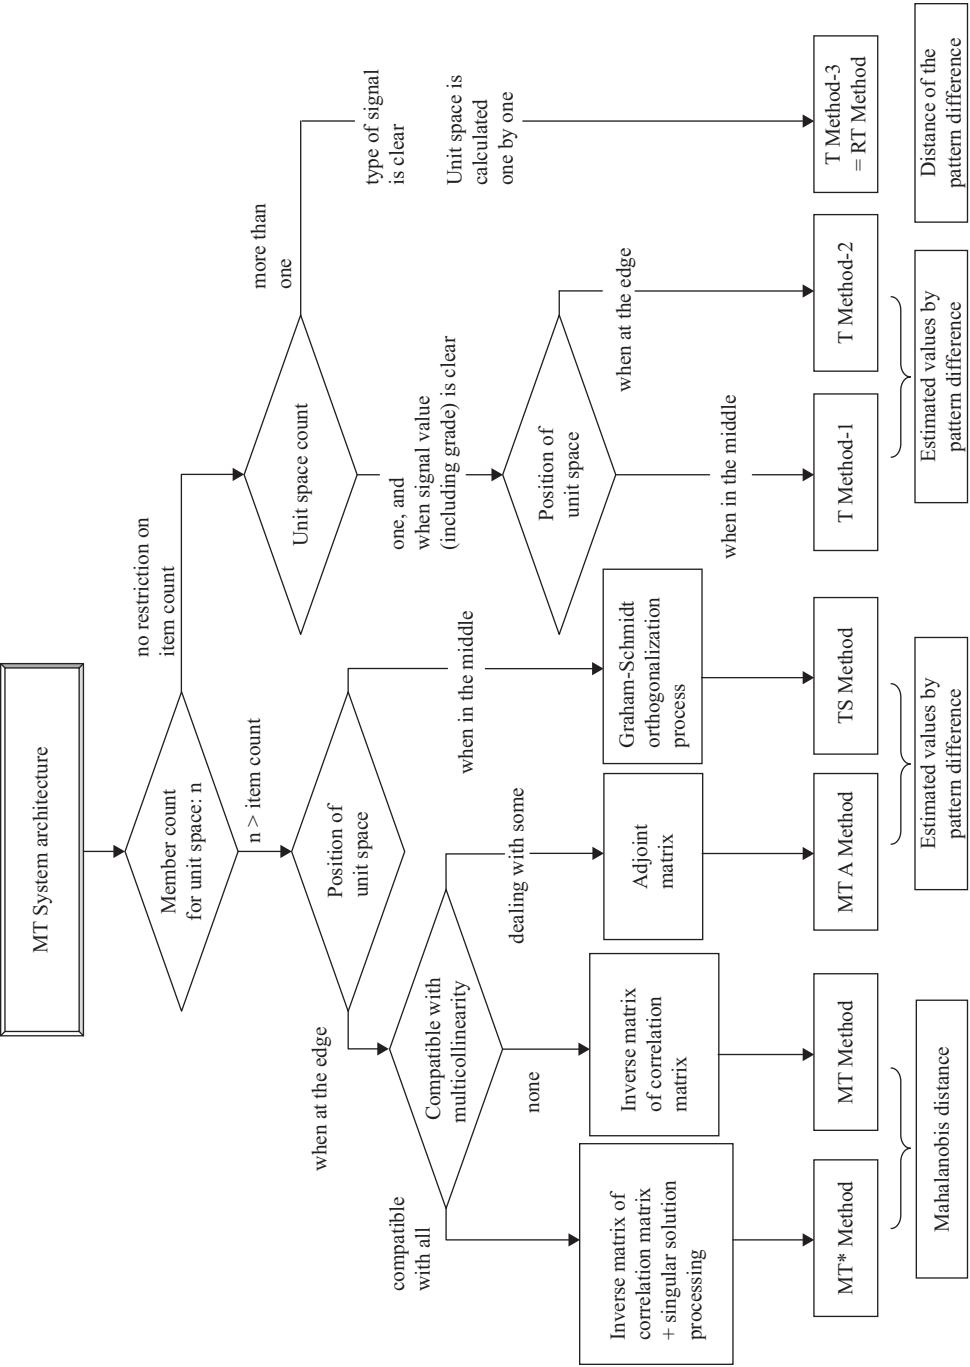 MT System architecture
Member count
for unit space: n
no restriction on
item count
n > item count
Position of
unit space
Unit space count
more than
one
type of signal
is clear
Unit space is
calculated
one by one
one, and
when signal value
(including grade) is clear
Position of
unit space
when at the edge
when in the middle
when at the edge
when in the middle
Compatible with
multicollinearity
compatible
with all
none
dealing with some
Inverse matrix of
correlation matrix
+ singular solution
processing
Inverse matrix
of correlation
matrix
Adjoint
matrix
Graham-Schmidt
orthogonalization
process
MT* Method
MT Method
MT A Method
TS Method
T Method-1
T Method-2
T Method-3
= RT Method
Mahalanobis distance
Estimated values by
pattern difference
Estimated values by
pattern difference
Distance of the
pattern difference